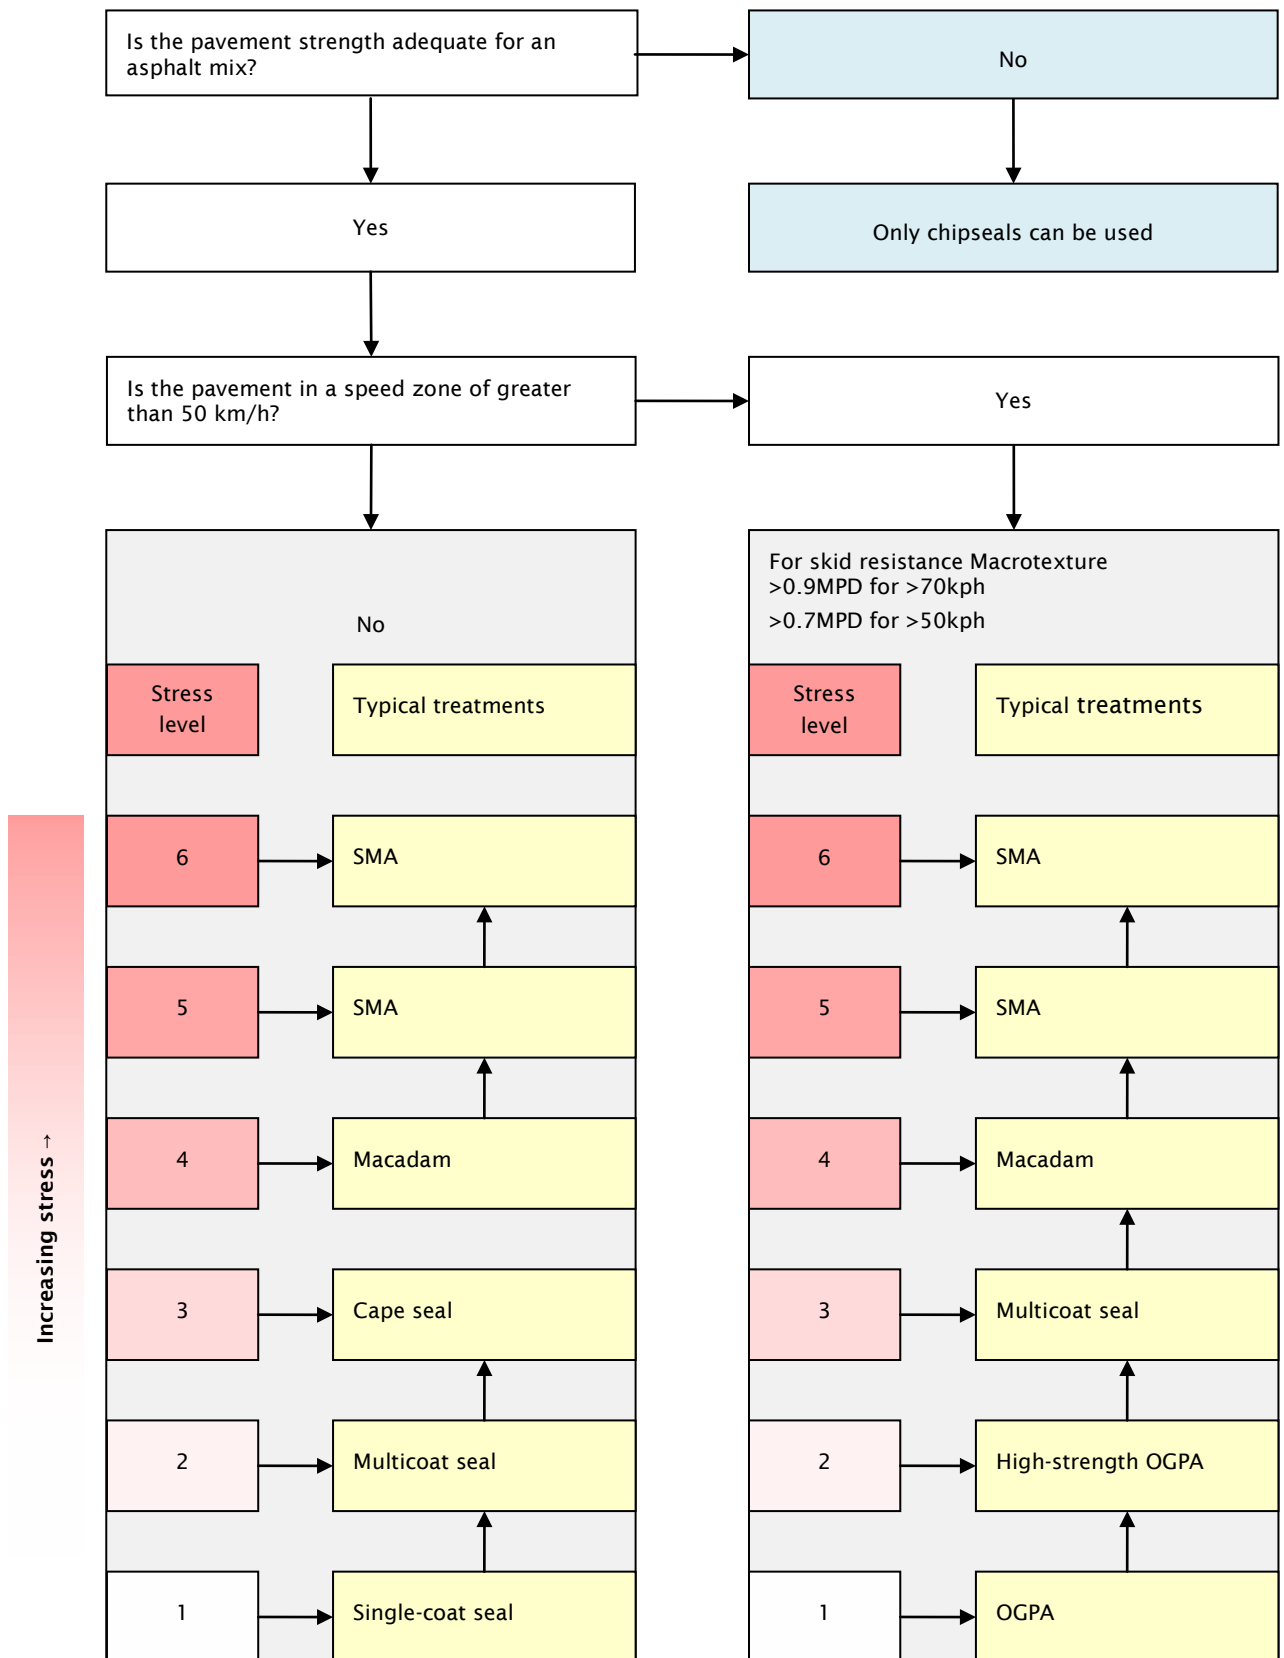 Is the pavement strength adequate for an
asphalt mix?
No
Yes
Only chipseals can be used
Is the pavement in a speed zone of greater
than 50 km/h?
Yes
No
Stress
level
Typical treatments
6
SMA
5
SMA
4
Macadam
3
Cape seal
2
Multicoat seal
1
Single-coat seal
For skid resistance Macrotexture
>0.9MPD for >70kph
>0.7MPD for >50kph
Stress
level
Typical treatments
6
SMA
5
SMA
4
Macadam
3
Multicoat seal
2
High-strength OGPA
1
OGPA
Increasing stress →